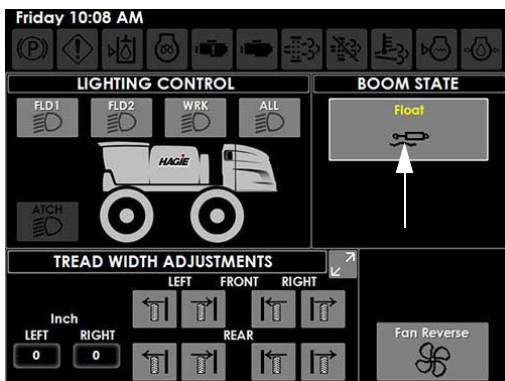 Friday 10:08 AM
LIGHTING CONTROL
FLD1 FLD2 WRK ALL
HAGIE
ATCH
BOOM STATE
Float
TREAD WIDTH ADJUSTMENTS
LEFT FRONT RIGHT
Inch
LEFT RIGHT
0 0
REAR
Fan Reverse